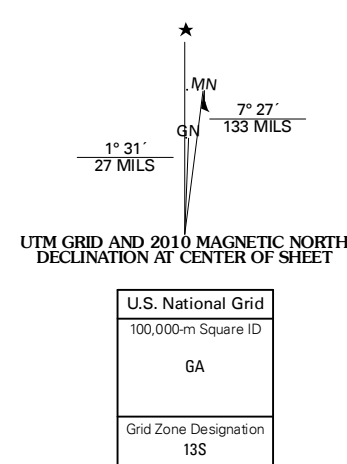 MN
GN
7° 27´
133 MILS
1° 31´
27 MILS
UTM GRID AND 2010 MAGNETIC NORTH
DECLINATION AT CENTER OF SHEET
U.S. National Grid
100,000-m Square ID
GA
Grid Zone Designation
13S